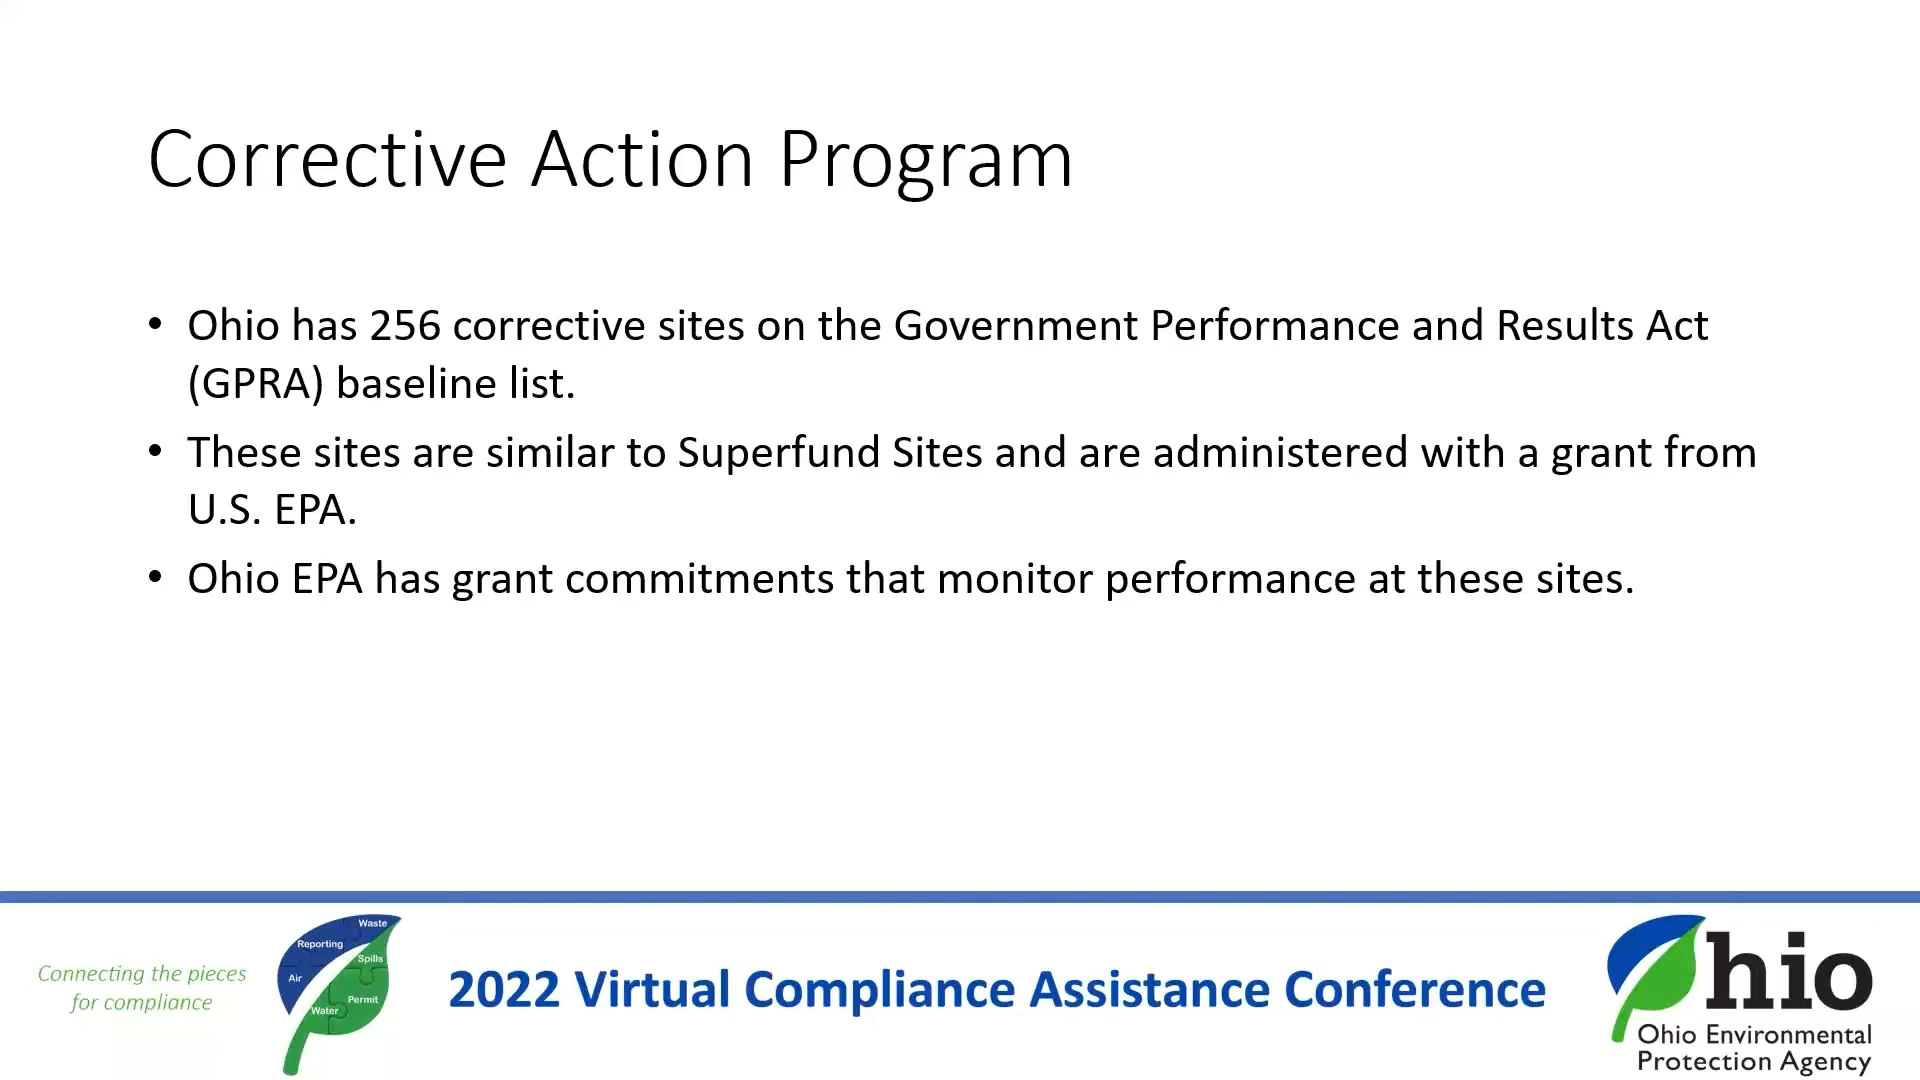 Corrective Action Program
• Ohio has 256 corrective sites on the Government Performance and Results Act
(GPRA) baseline list.
• These sites are similar to Superfund Sites and are administered with a grant from
U.S. EPA.
• Ohio EPA has grant commitments that monitor performance at these sites.
Connecting the pieces
for compliance
Waste
Reporting
Spills
Air
Permit
Water
2022 Virtual Compliance Assistance Conference
Ohio
Ohio Environmental
Protection Agency